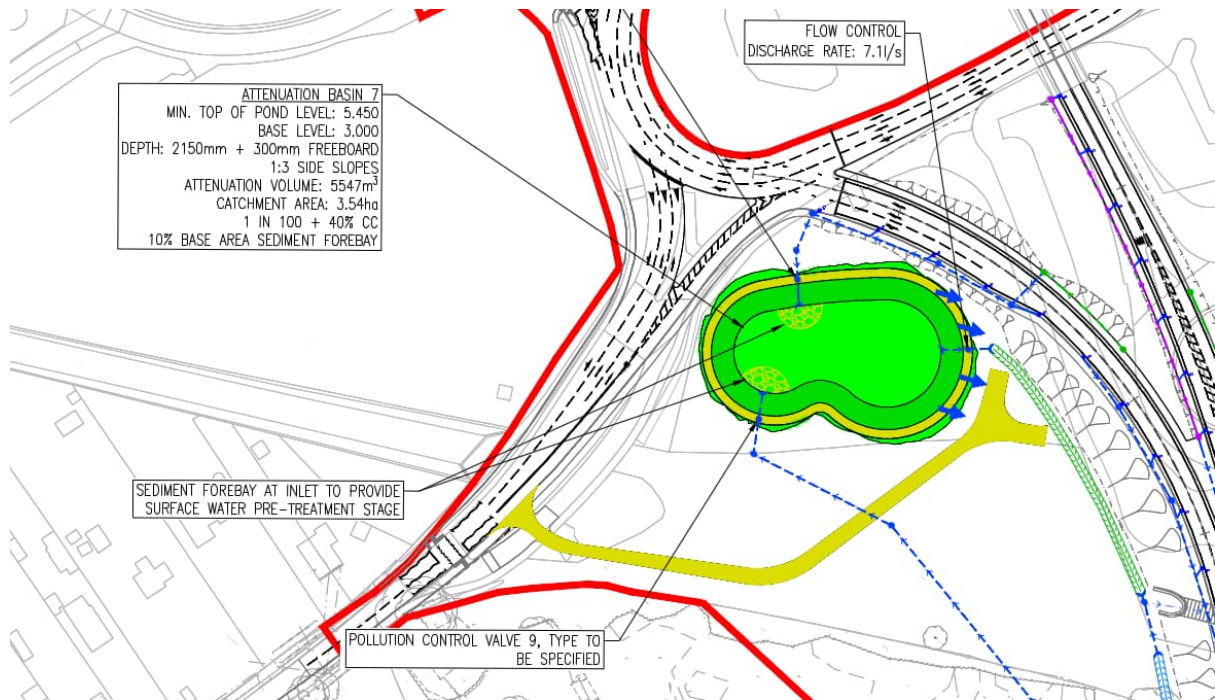 FLOW CONTROL
DISCHARGE RATE: 7.1l/s
ATTENUATION BASIN 7
MIN. TOP OF POND LEVEL: 5.450
BASE LEVEL: 3.000
DEPTH: 2150mm + 300mm FREEBOARD
1:3 SIDE SLOPES
ATTENUATION VOLUME: 5547m³
CATCHMENT AREA: 3.54ha
1 IN 100 + 40% CC
10% BASE AREA SEDIMENT FOREBAY
SEDIMENT FOREBAY AT INLET TO PROVIDE
SURFACE WATER PRE-TREATMENT STAGE
POLLUTION CONTROL VALVE 9, TYPE TO
BE SPECIFIED